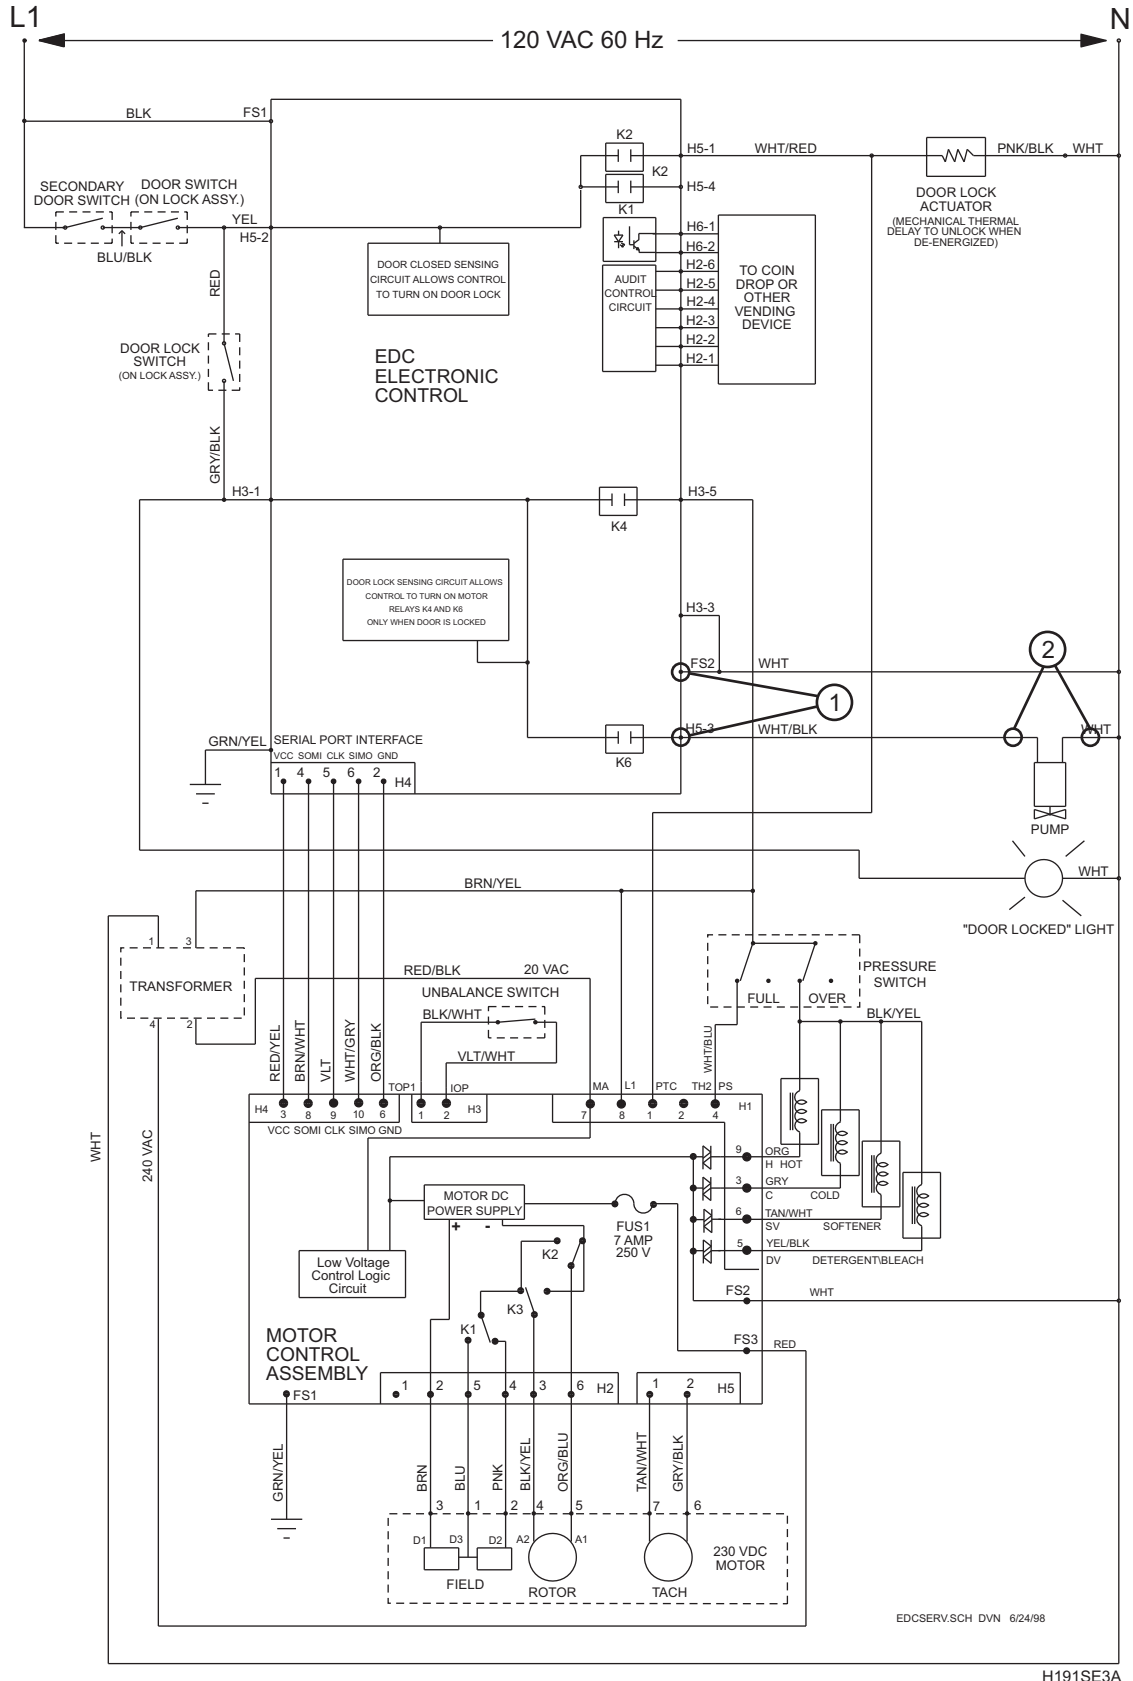 L1
N
120 VAC 60 Hz
BLK
FS1
K2
H5-1
WHT/RED
PNK/BLK
WHT
K2
H5-4
K1
SECONDARY
DOOR SWITCH
DOOR SWITCH
(ON LOCK ASSY.)
YEL
H5-2
BLU/BLK
DOOR LOCK
ACTUATOR
(MECHANICAL THERMAL
DELAY TO UNLOCK WHEN
DE-ENERGIZED)
DOOR CLOSED SENSING
CIRCUIT ALLOWS CONTROL
TO TURN ON DOOR LOCK
H6-1
H6-2
H2-6
H2-5
H2-4
H2-3
H2-2
H2-1
AUDIT
CONTROL
CIRCUIT
TO COIN
DROP OR
OTHER
VENDING
DEVICE
RED
DOOR LOCK
SWITCH
(ON LOCK ASSY.)
EDC
ELECTRONIC
CONTROL
GRY/BLK
H3-1
K4
H3-5
DOOR LOCK SENSING CIRCUIT ALLOWS
CONTROL TO TURN ON MOTOR
RELAYS K4 AND K6
ONLY WHEN DOOR IS LOCKED
H3-3
FS2
WHT
1
2
H5-3
WHT/BLK
WHT
K6
PUMP
GRN/YEL
SERIAL PORT INTERFACE
VCC SOMI CLK SIMO GND
1 4 5 6 2 H4
WHT
"DOOR LOCKED" LIGHT
BRN/YEL
1 3
TRANSFORMER
4 2
RED/BLK
20 VAC
UNBALANCE SWITCH
BLK/WHT
VLT/WHT
FULL
OVER
PRESSURE
SWITCH
BLK/YEL
WHT/BLU
RED/YEL
BRN/WHT
VLT
WHT/GRY
ORG/BLK
TOP1
IOP
MA
L1
PTC
TH2
PS
H4 3 8 9 10 6
1 2 H3
7 8 1 2 4 H1
VCC SOMI CLK SIMO GND
WHT
240 VAC
9 ORG
H HOT
3 GRY
C COLD
6 TAN/WHT
SV SOFTENER
5 YEL/BLK
DV DETERGENT\BLEACH
MOTOR DC
POWER SUPPLY
+ -
FUS1
7 AMP
250 V
Low Voltage
Control Logic
Circuit
K2
K3
K1
FS2
WHT
FS3
RED
MOTOR
CONTROL
ASSEMBLY
FS1
1 2 5 4 3 6 H2
1 2 H5
GRN/YEL
BRN
BLU
PNK
BLK/YEL
ORG/BLU
TAN/WHT
GRY/BLK
3 1 2 4 5 7 6
D1 D3 D2 A2 A1
FIELD
ROTOR
TACH
230 VDC
MOTOR
EDCSERV.SCH DVN 6/24/98
H191SE3A